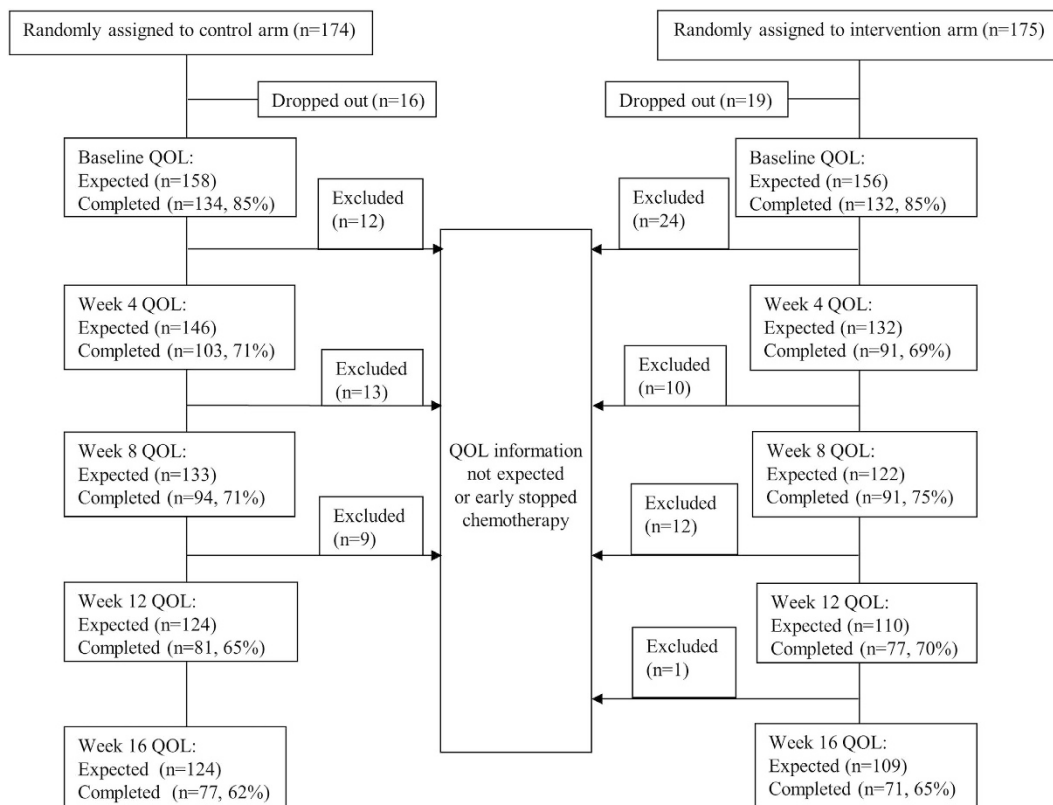 Randomly assigned to control arm (n=174)
Randomly assigned to intervention arm (n=175)
Dropped out (n=16)
Dropped out (n=19)
Baseline QOL:
Expected (n=158)
Completed (n=134, 85%)
Baseline QOL:
Expected (n=156)
Completed (n=132, 85%)
Excluded
(n=12)
Excluded
(n=24)
Week 4 QOL:
Expected (n=146)
Completed (n=103, 71%)
Week 4 QOL:
Expected (n=132)
Completed (n=91, 69%)
Excluded
(n=13)
Excluded
(n=10)
QOL information
not expected
or early stopped
chemotherapy
Week 8 QOL:
Expected (n=133)
Completed (n=94, 71%)
Week 8 QOL:
Expected (n=122)
Completed (n=91, 75%)
Excluded
(n=9)
Excluded
(n=12)
Week 12 QOL:
Expected (n=124)
Completed (n=81, 65%)
Week 12 QOL:
Expected (n=110)
Completed (n=77, 70%)
Excluded
(n=1)
Week 16 QOL:
Expected (n=124)
Completed (n=77, 62%)
Week 16 QOL:
Expected (n=109)
Completed (n=71, 65%)